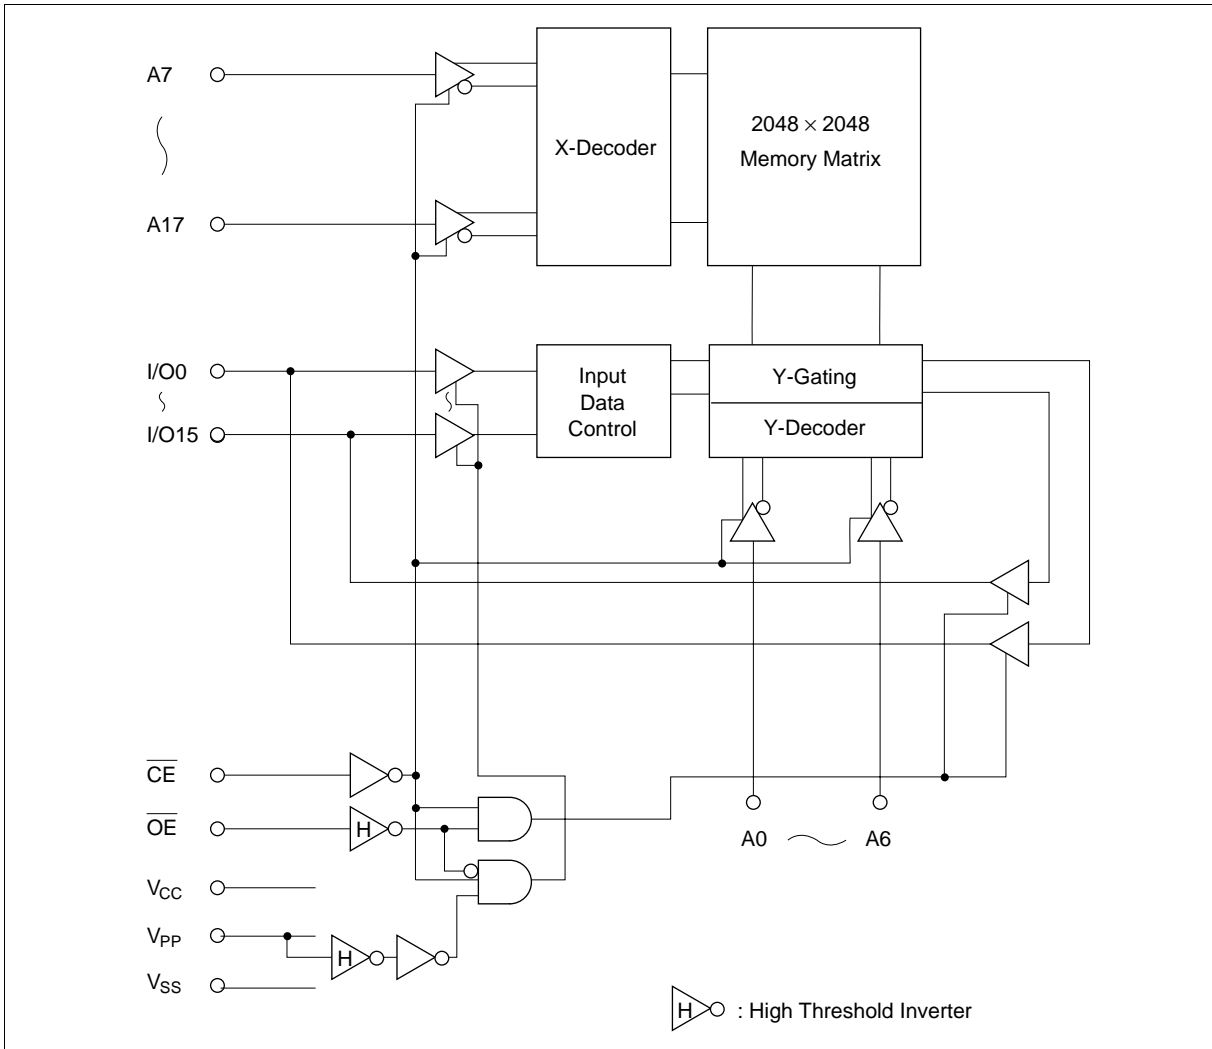 A7
A17
X-Decoder
2048 × 2048
Memory Matrix
I/O0
I/O15
Input
Data
Control
Y-Gating
Y-Decoder
CE
OE
H
A0
A6
VCC
VPP
H
VSS
H : High Threshold Inverter